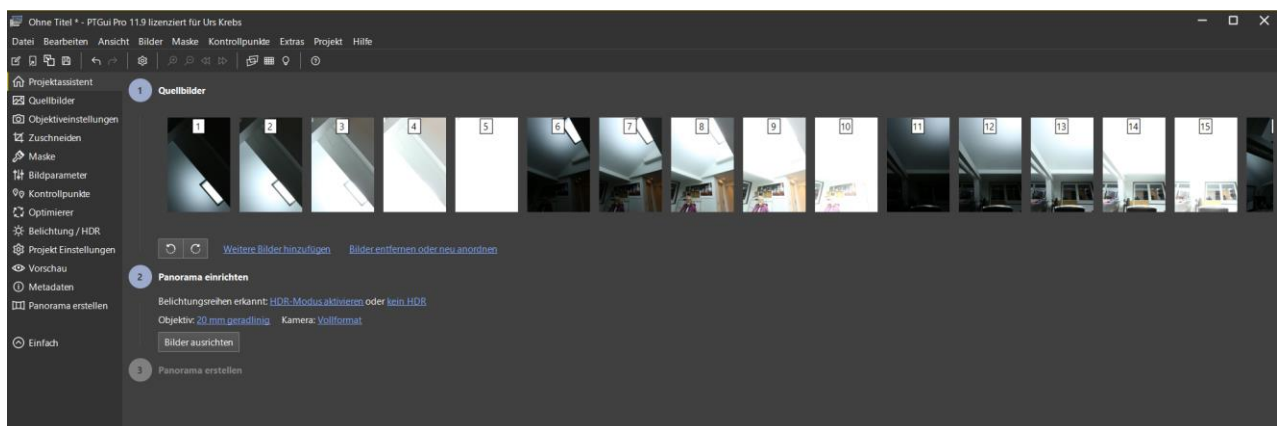 Ohne Titel * - PTGui Pro 11.9 lizenziert für Urs Krebs
Datei Bearbeiten Ansicht Bilder Maske Kontrollpunkte Extras Projekt Hilfe
Projektassistent
Quellbilder
Objektiveinstellungen
Zuschneiden
Maske
Bildparameter
Kontrollpunkte
Optimierer
Belichtung / HDR
Projekt Einstellungen
Vorschau
Metadaten
Panorama erstellen
Einfach
1 Quellbilder
1 2 3 4 5 6 7 8 9 10 11 12 13 14 15
Weitere Bilder hinzufügen Bilder entfernen oder neu anordnen
2 Panorama einrichten
Belichtungsreihen erkannt: HDR-Modus aktivieren oder kein HDR
Objektiv: 20 mm geradlinig Kamera: Vollformat
Bilder ausrichten
3 Panorama erstellen